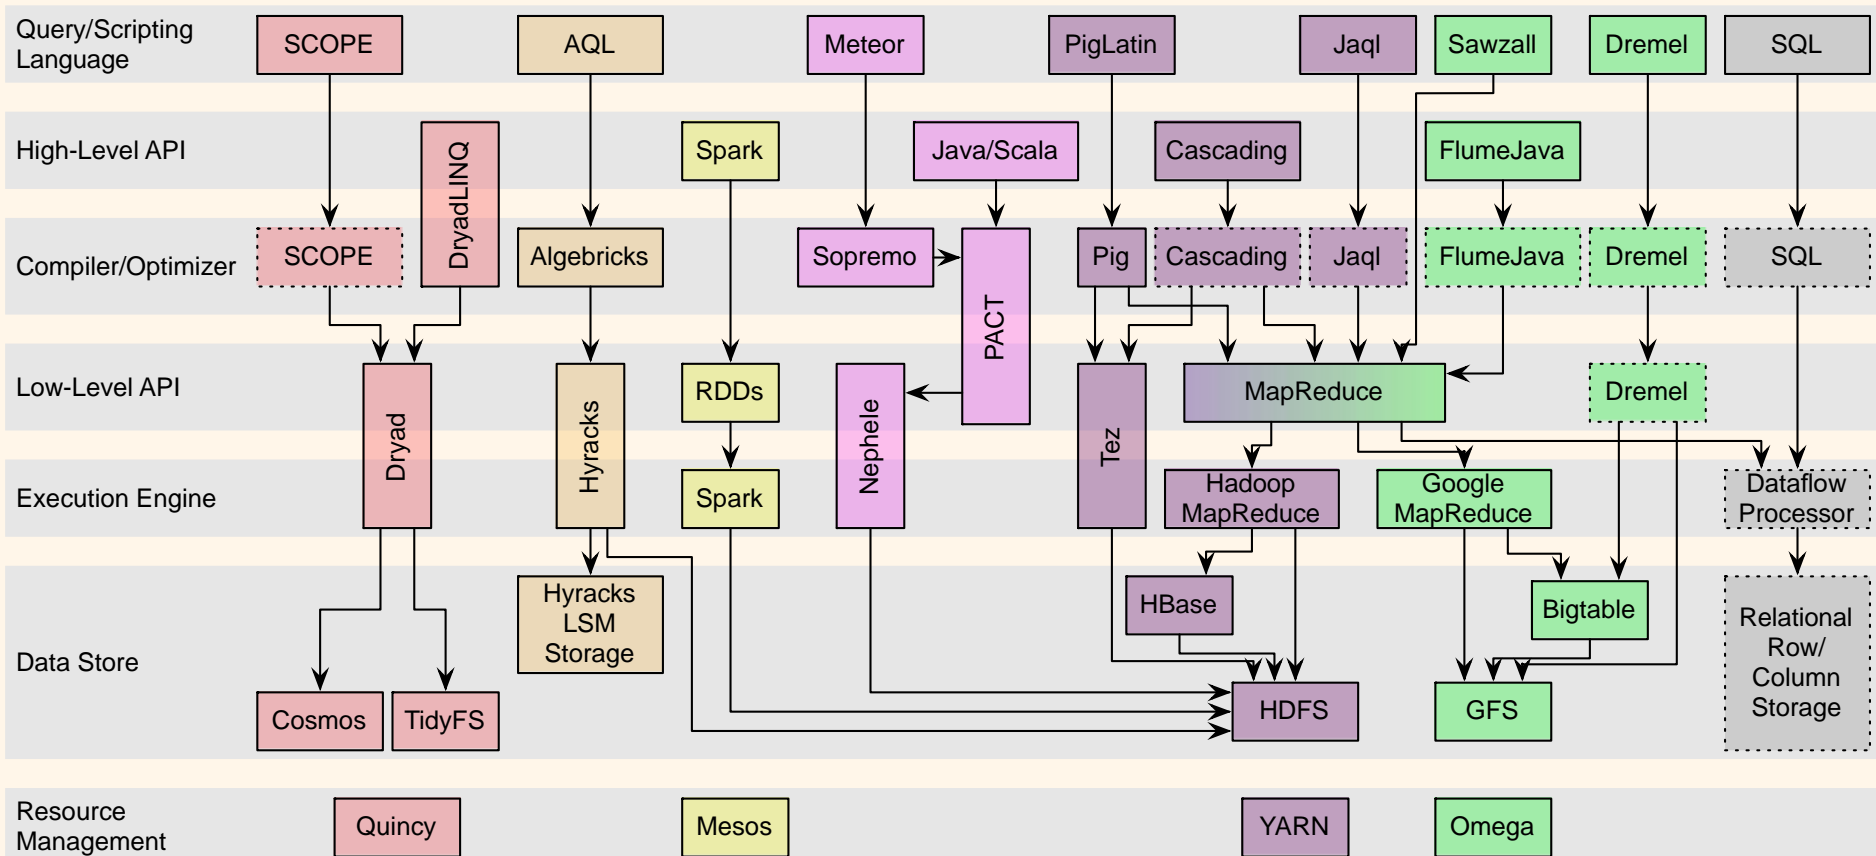 Query/Scripting
Language
SCOPE
AQL
Meteor
PigLatin
Jaql
Sawzall
Dremel
SQL
High-Level API
DryadLINQ
Spark
Java/Scala
Cascading
FlumeJava
Compiler/Optimizer
SCOPE
Algebricks
Sopremo
PACT
Pig
Cascading
Jaql
FlumeJava
Dremel
SQL
Low-Level API
Dryad
Hyracks
RDDs
Nephele
Tez
MapReduce
Dremel
Execution Engine
Spark
Hadoop
MapReduce
Google
MapReduce
Dataflow
Processor
Data Store
Hyracks
LSM
Storage
HBase
Bigtable
Relational
Row/
Column
Storage
Cosmos
TidyFS
HDFS
GFS
Resource
Management
Quincy
Mesos
YARN
Omega